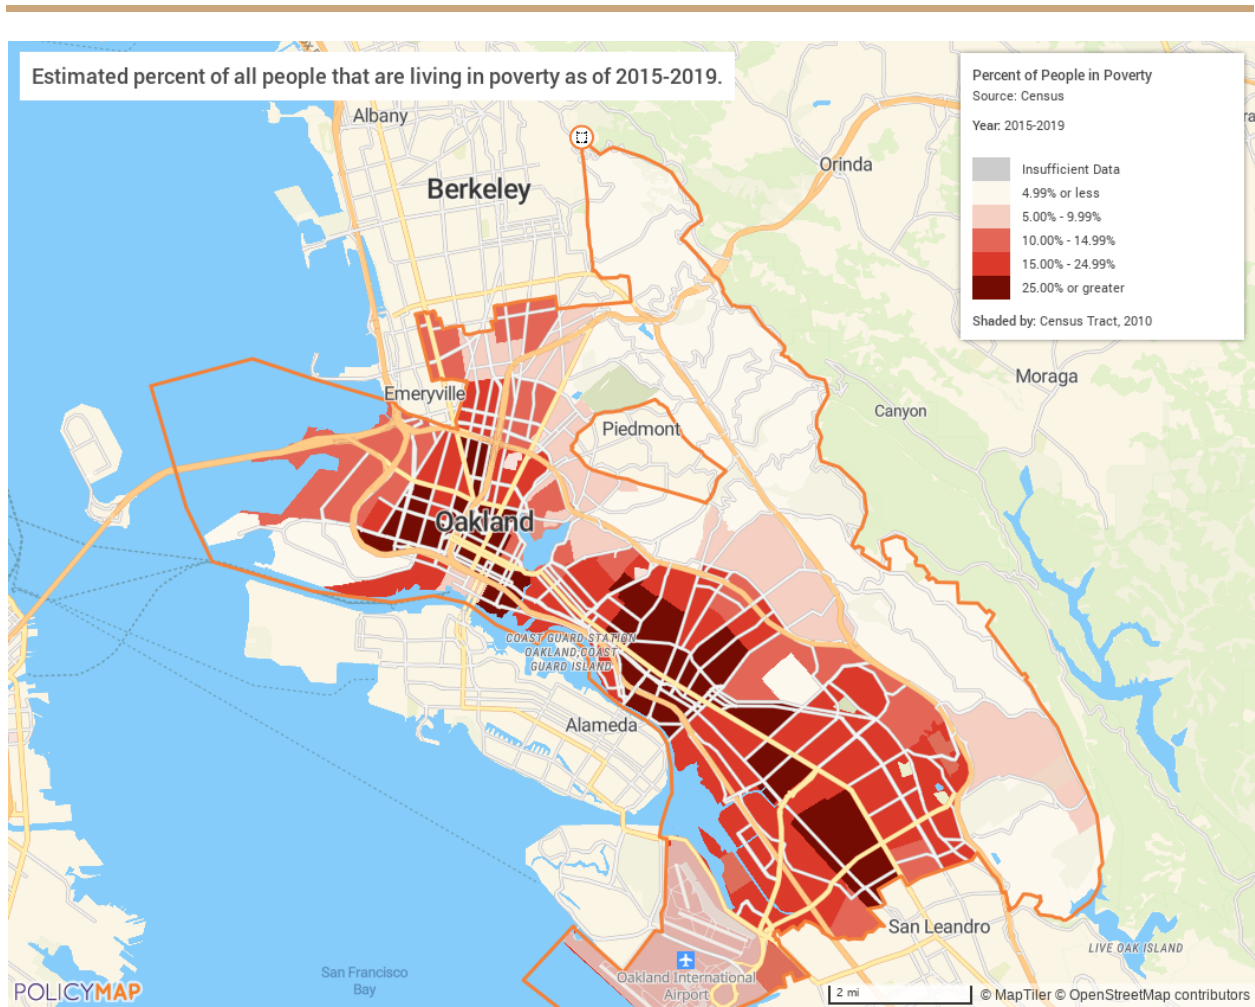 Estimated percent of all people that are living in poverty as of 2015-2019.
Percent of People in Poverty
Source: Census
Year: 2015-2019
Insufficient Data
4.99% or less
5.00% - 9.99%
10.00% - 14.99%
15.00% - 24.99%
25.00% or greater
Shaded by: Census Tract, 2010
Albany
Berkeley
Orinda
Emeryville
Piedmont
Moraga
Canyon
Oakland
COAST GUARD STATION
OAKLAND;COAST
GUARD ISLAND
Alameda
San Leandro
LIVE OAK ISLAND
San Francisco
Bay
Oakland International
Airport
POLICYMAP
2 mi
© MapTiler © OpenStreetMap contributors